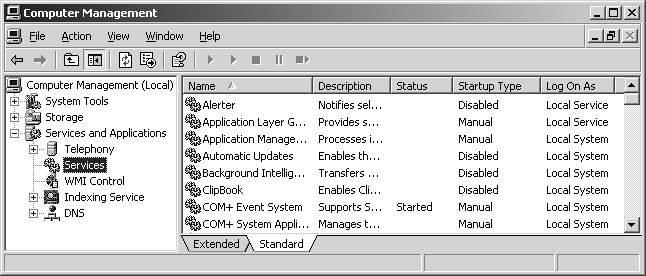 Computer Management
File Action View Window Help
Computer Management (Local)
System Tools
Storage
Services and Applications
Telephony
Services
WMI Control
Indexing Service
DNS
Name Description Status Startup Type Log On As
Alerter Notifies sel... Disabled Local Service
Application Layer G... Provides s... Manual Local Service
Application Manage... Processes i... Manual Local System
Automatic Updates Enables th... Disabled Local System
Background Intellig... Transfers ... Disabled Local System
ClipBook Enables Cli... Disabled Local System
COM+ Event System Supports S... Started Manual Local System
COM+ System Appli... Manages t... Manual Local System
Extended Standard